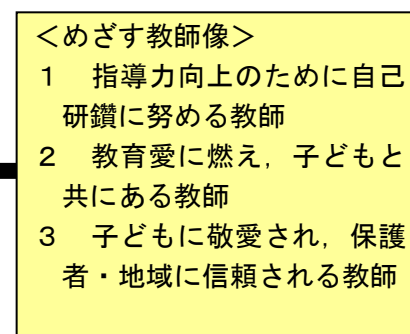 ＜めざす教師像＞
１　指導力向上のために自己
研鑽に努める教師
２　教育愛に燃え，子どもと
共にある教師
３　子どもに敬愛され，保護
者・地域に信頼される教師